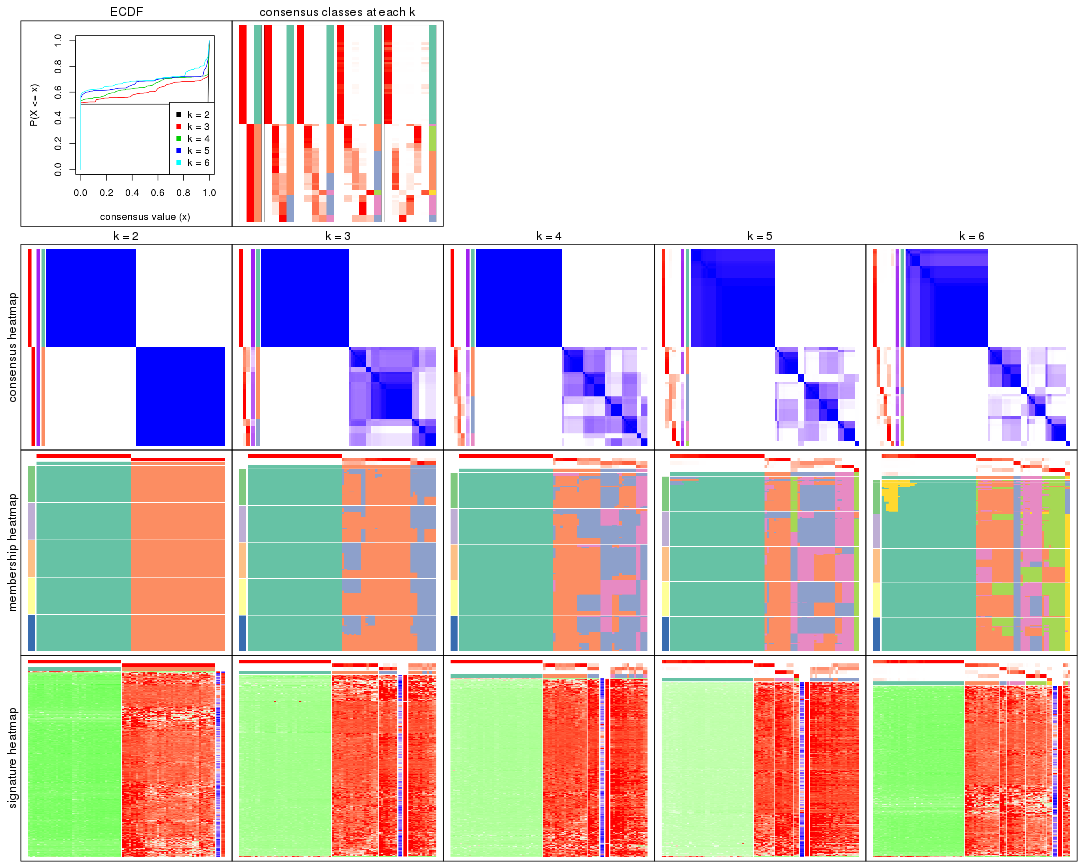 ECDF
consensus classes at each k
P(X <= x)
0.0 0.2 0.4 0.6 0.8 1.0
k = 2
k = 3
k = 4
k = 5
k = 6
0.0 0.2 0.4 0.6 0.8 1.0
consensus value (x)
k = 2
k = 3
k = 4
k = 5
k = 6
consensus heatmap
membership heatmap
signature heatmap